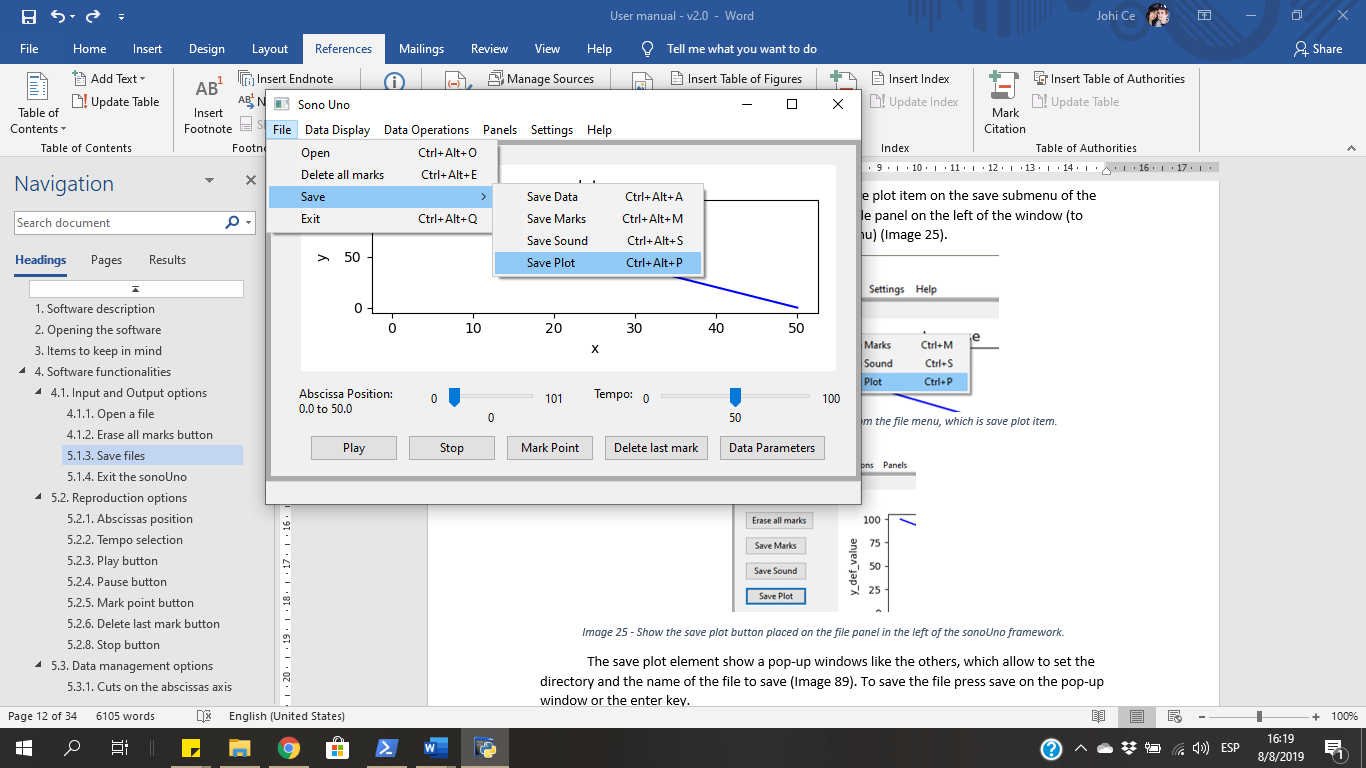 User manual - v2.0 - Word
Johi Ce
File Home Insert Design Layout References Mailings Review View Help Tell me what you want to do Share
Table of Contents
Add Text
Update Table
Table of Contents
AB1
Insert Footnote
Insert Endnote
Manage Sources
Insert Table of Figures
Insert Index
Update Index
Index
Mark Citation
Insert Table of Authorities
Update Table
Table of Authorities
Navigation
Search document
Headings Pages Results
1. Software description
2. Opening the software
3. Items to keep in mind
4. Software functionalities
4.1. Input and Output options
4.1.1. Open a file
4.1.2. Erase all marks button
5.1.3. Save files
5.1.4. Exit the sonoUno
5.2. Reproduction options
5.2.1. Abscissas position
5.2.2. Tempo selection
5.2.3. Play button
5.2.4. Pause button
5.2.5. Mark point button
5.2.6. Delete last mark button
5.2.8. Stop button
5.3. Data management options
5.3.1. Cuts on the abscissas axis
Sono Uno
File Data Display Data Operations Panels Settings Help
Open Ctrl+Alt+O
Delete all marks Ctrl+Alt+E
Save
Exit Ctrl+Alt+Q
Save Data Ctrl+Alt+A
Save Marks Ctrl+Alt+M
Save Sound Ctrl+Alt+S
Save Plot Ctrl+Alt+P
y
50
0
0 10 20 30 40 50
x
Abscissa Position: 0 101 Tempo: 0 100
0.0 to 50.0
0 50
Play Stop Mark Point Delete last mark Data Parameters
9 10 11 12 13 14 16 17
16
17
18
19
20
plot item on the save submenu of the
panel on the left of the window (to
(Image 25).
Settings Help
Marks Ctrl+M
Sound Ctrl+S
Plot Ctrl+P
the file menu, which is save plot item.
Panels
Erase all marks
Save Marks
Save Sound
Save Plot
y_def_value
100
75
50
25
0
Image 25 - Show the save plot button placed on the file panel in the left of the sonoUno framework.
The save plot element show a pop-up windows like the others, which allow to set the
directory and the name of the file to save (Image 89). To save the file press save on the pop-up
window or the enter key.
Page 12 of 34 6105 words English (United States) 100%
ESP
16:19
8/8/2019
1